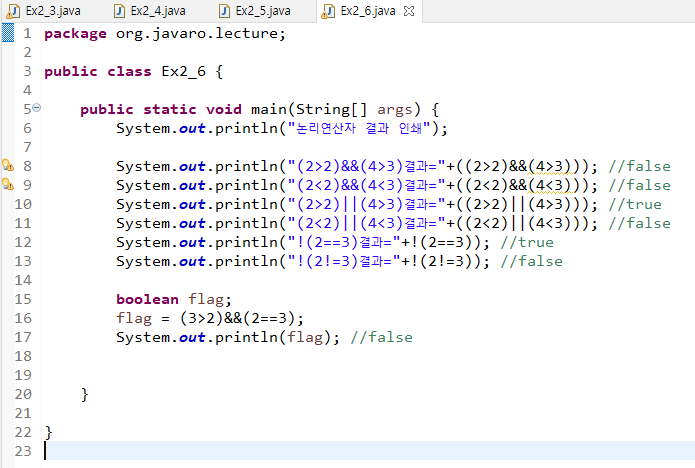 Ex2_3.java Ex2_4.java Ex2_5.java Ex2_6.java
1 package org.javaro.lecture;
2
3 public class Ex2_6 {
4
5 public static void main(String[] args) {
6 System.out.println("논리연산자 결과 인쇄");
7
8 System.out.println("(2>2)&&(4>3)결과="+((2>2)&&(4>3))); //false
9 System.out.println("(2<2)&&(4<3)결과="+((2<2)&&(4<3))); //false
10 System.out.println("(2>2)||(4>3)결과="+((2>2)||(4>3))); //true
11 System.out.println("(2<2)||(4<3)결과="+((2<2)||(4<3))); //false
12 System.out.println("!(2==3)결과="+!(2==3)); //true
13 System.out.println("!(2!=3)결과="+!(2!=3)); //false
14
15 boolean flag;
16 flag = (3>2)&&(2==3);
17 System.out.println(flag); //false
18
19
20 }
21
22 }
23